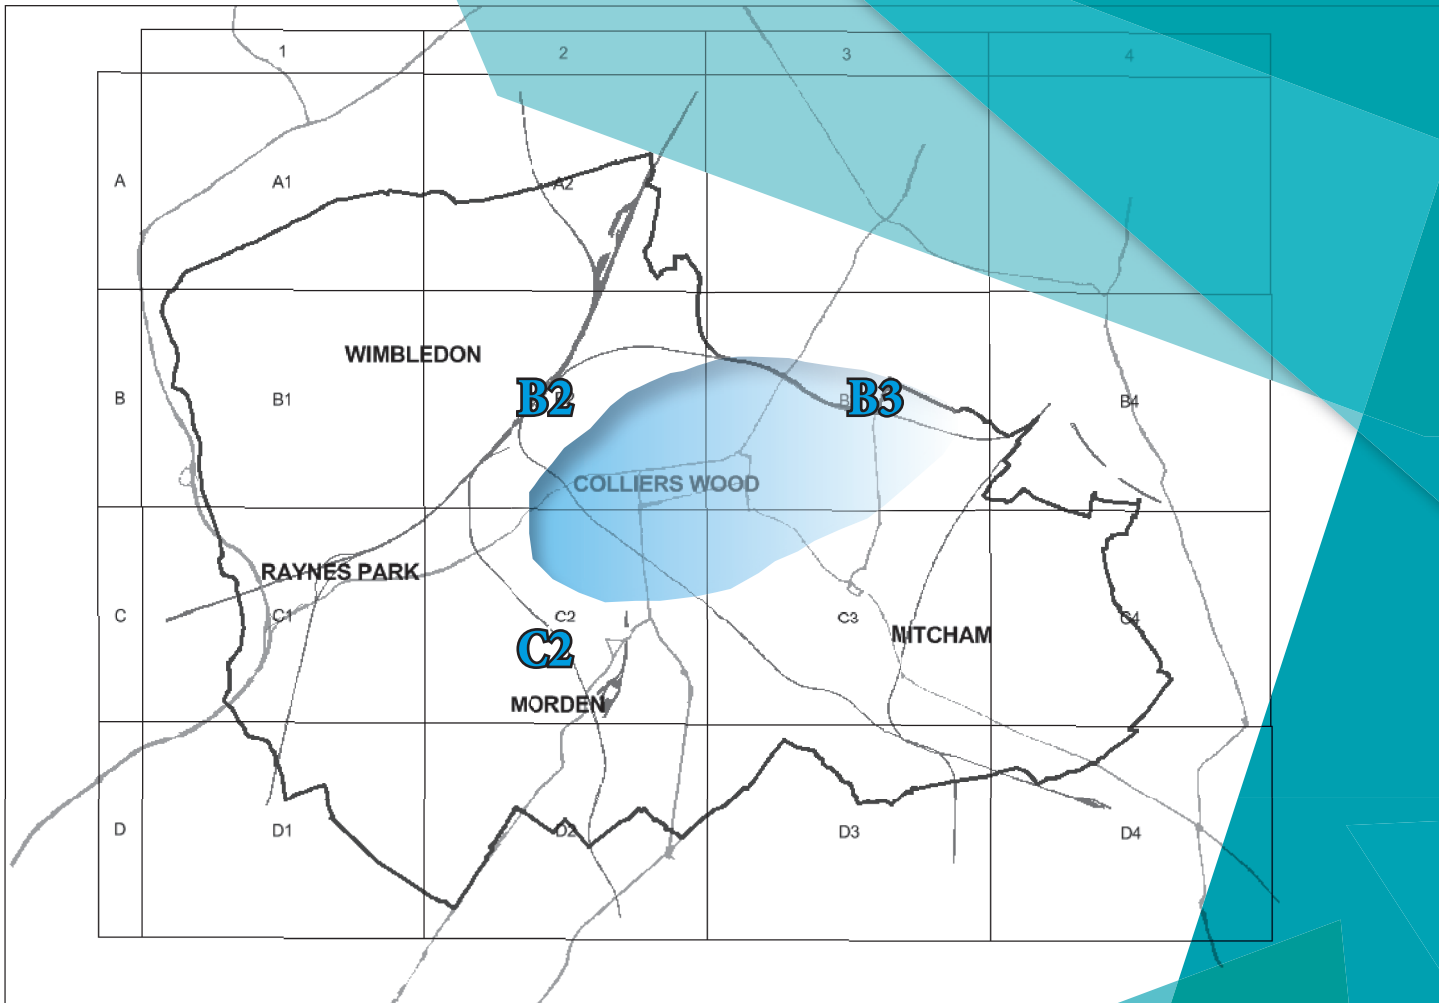 1 2 3 4
A A1 A2
WIMBLEDON
B B1 B2 B3 B4
COLLIERS WOOD
RAYNES PARK
C C1 C2 C3 C4
MITCHAM
C2
MORDEN
D D1 D2 D3 D4